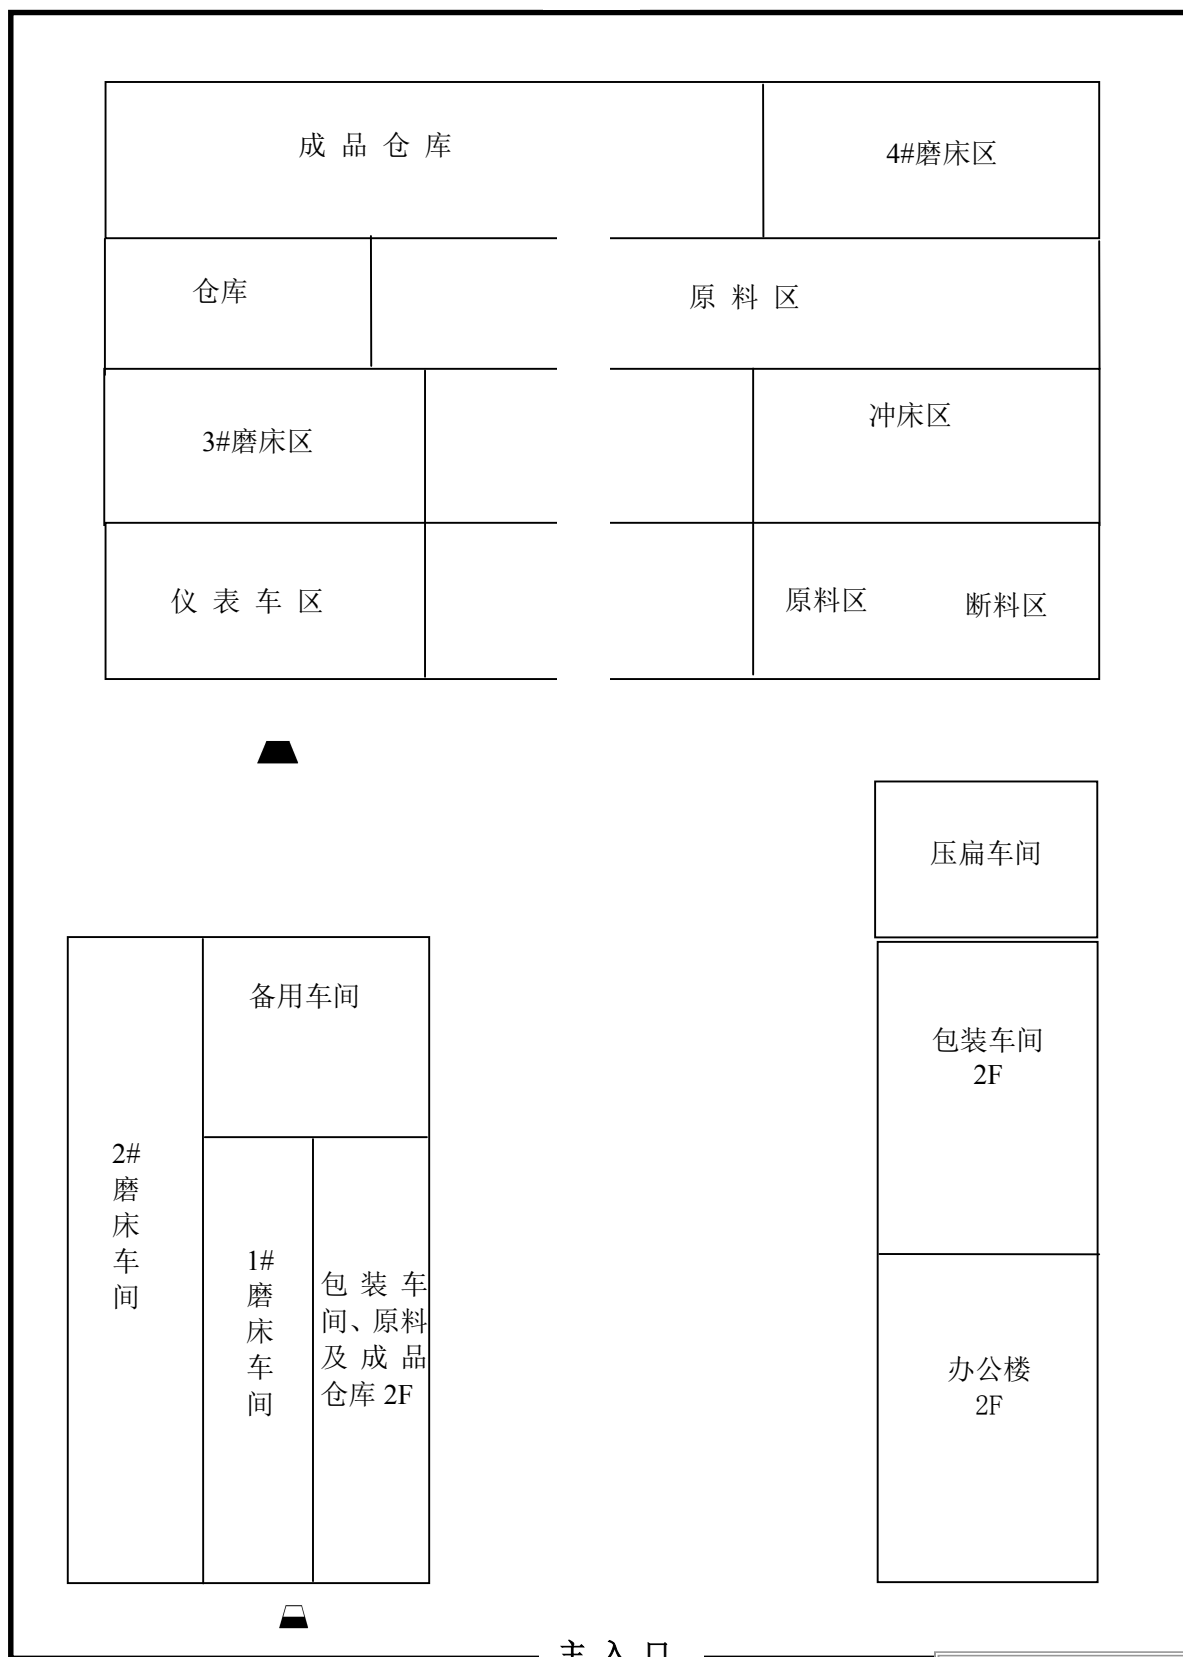 成品仓库
4#磨床区
仓库
原料区
3#磨床区
冲床区
仪表车区
原料区
断料区
压扁车间
备用车间
包装车间
2F
2#
磨
床
车
间
1#
磨
床
车
间
包装车
间、原料
及成品
仓库 2F
办公楼
2F
主入口